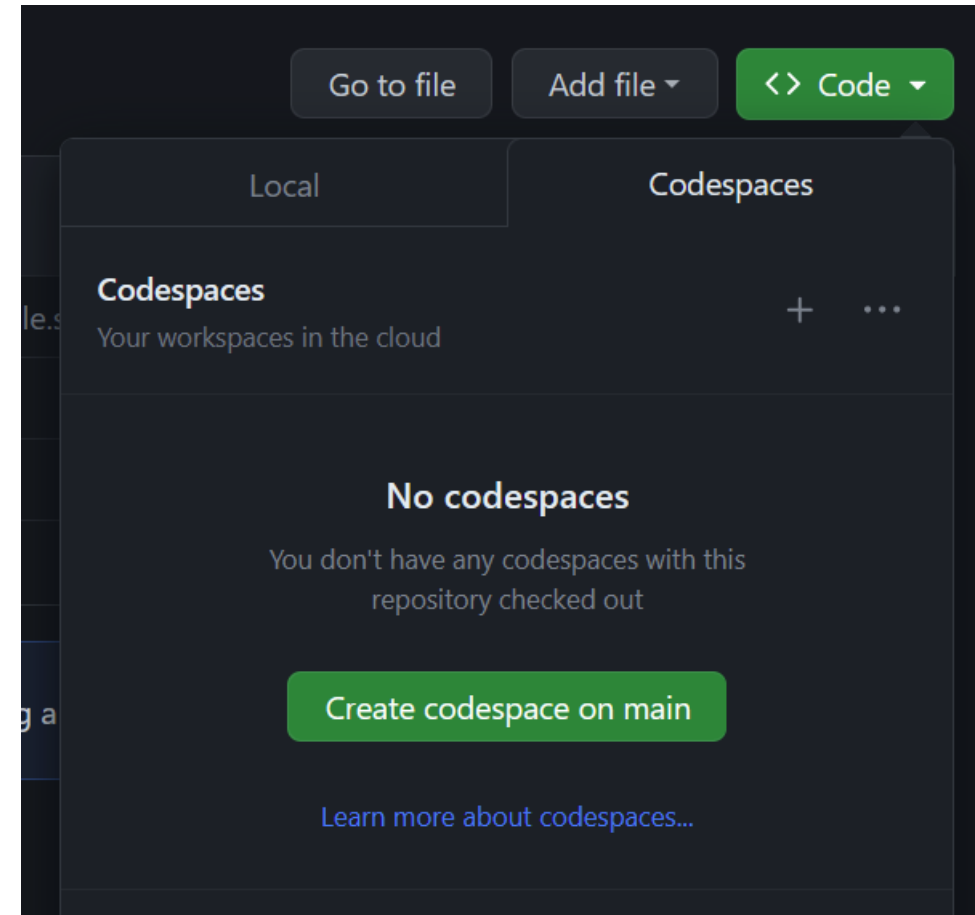 Go to file
Add file
<> Code
Local
Codespaces
Codespaces
le.s
Your workspaces in the cloud
No codespaces
You don't have any codespaces with this
repository checked out
Create codespace on main
g a
Learn more about codespaces...